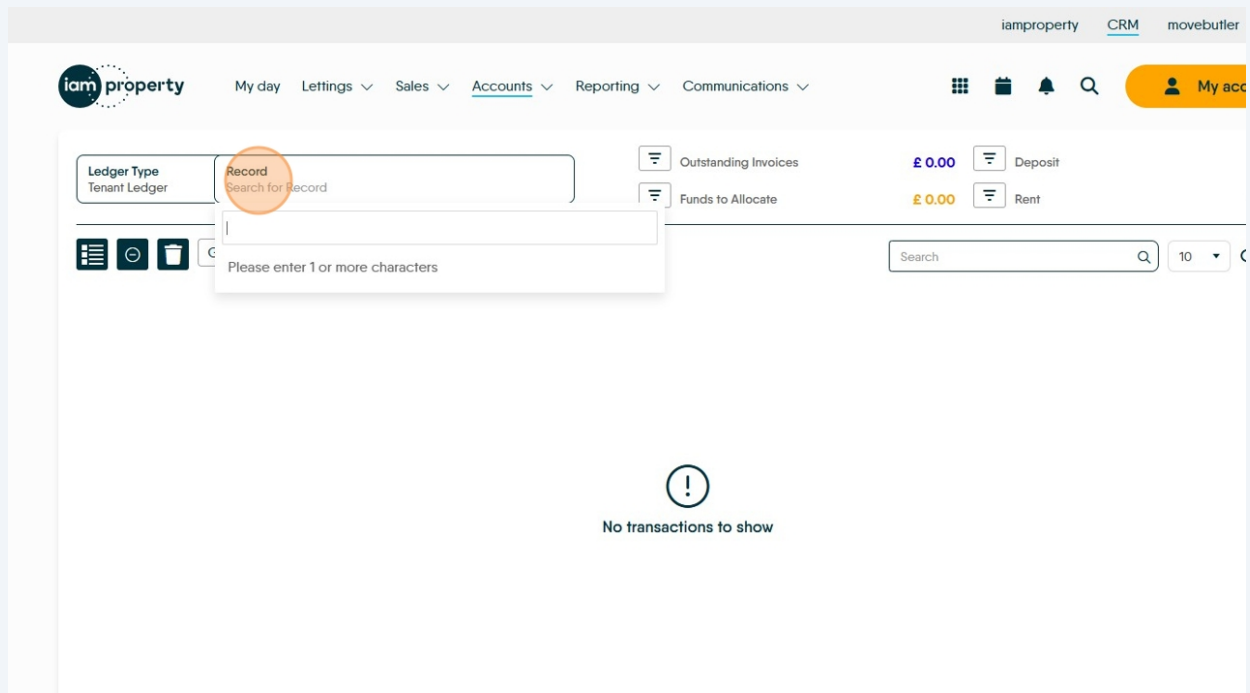 iamproperty CRM movebutler
iam property My day Lettings Sales Accounts Reporting Communications My acc
Ledger Type Record
Tenant Ledger Search for Record
Outstanding Invoices £ 0.00 Deposit
Funds to Allocate £ 0.00 Rent
Search 10
Please enter 1 or more characters
No transactions to show